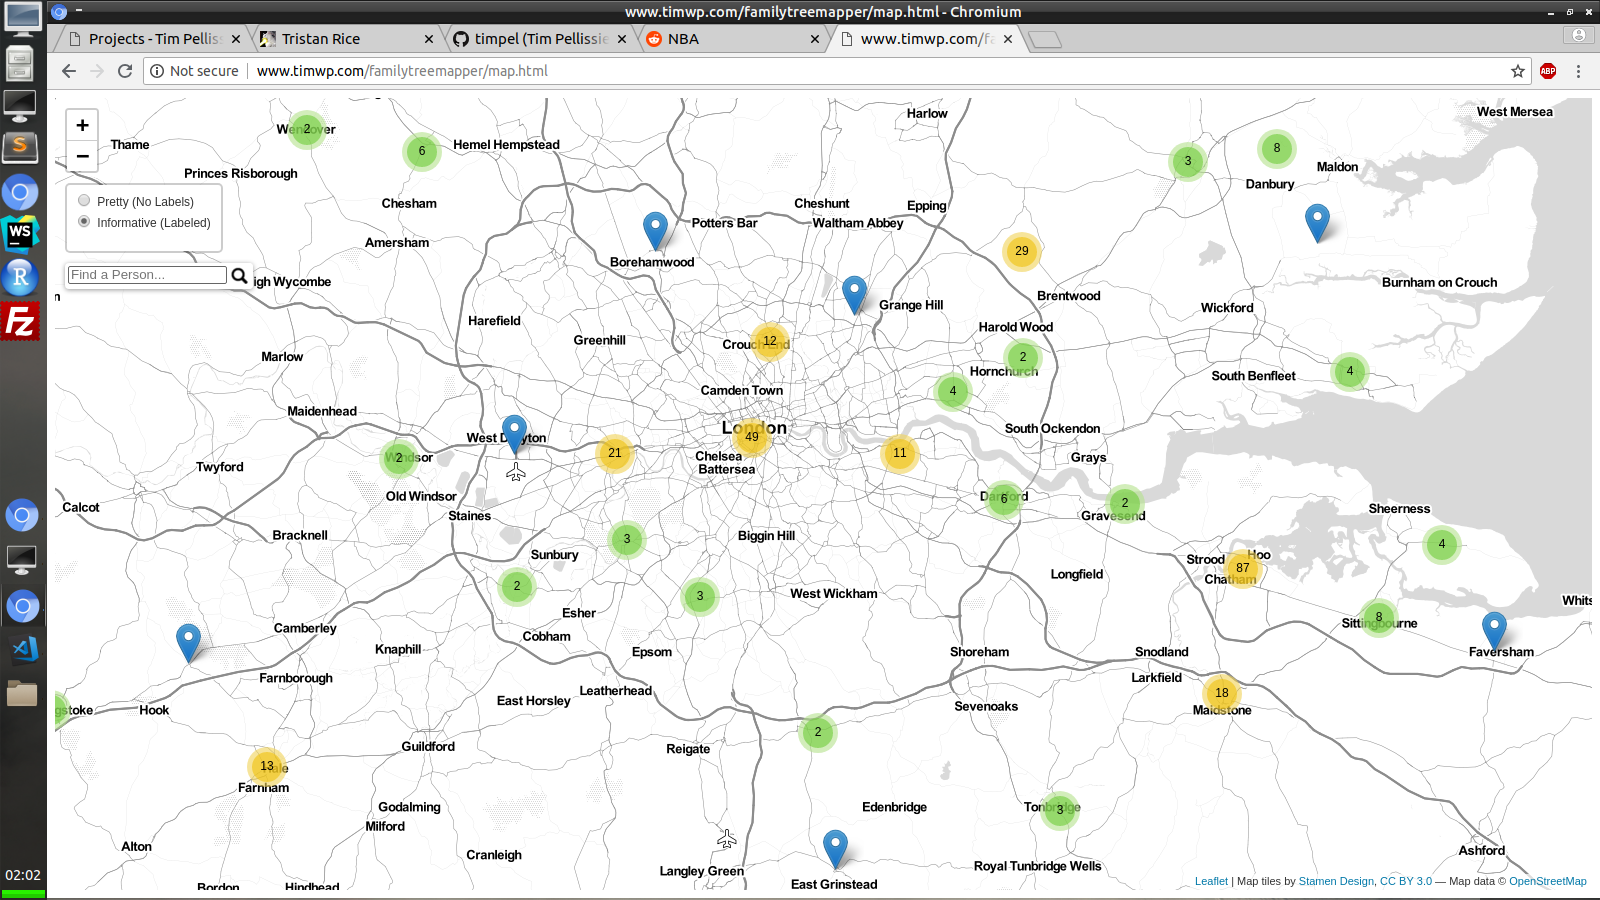 www.timwp.com/familytreemapper/map.html - Chromium
Projects - Tim Pellis
Tristan Rice
timpel (Tim Pellissie
NBA
www.timwp.com/fa
Not secure
www.timwp.com/familytreemapper/map.html
ABP
WS
R
FZ
S
02:02
+
−
Pretty (No Labels)
Informative (Labeled)
Find a Person...
Harlow
West Mersea
Wendover
2
Thame
6
Hemel Hempstead
3
8
Maldon
Princes Risborough
Danbury
Chesham
Cheshunt
Epping
Potters Bar
Waltham Abbey
Amersham
29
Borehamwood
igh Wycombe
Burnham on Crouch
n
Brentwood
Grange Hill
Wickford
Harefield
Harold Wood
Greenhill
12
Crouch End
Marlow
2
Hornchurch
4
South Benfleet
Camden Town
4
Maidenhead
London
49
South Ockendon
West Drayton
21
11
Chelsea
Grays
2
Windsor
Twyford
Battersea
Old Windsor
6
Dartford
2
Calcot
Sheerness
Staines
Gravesend
Bracknell
Biggin Hill
3
4
Sunbury
Strood
Hoo
87
Longfield
Chatham
2
3
West Wickham
Whits
Esher
8
Sittingbourne
Camberley
Cobham
Knaphill
Epsom
Shoreham
Snodland
Faversham
Farnborough
Larkfield
Leatherhead
18
East Horsley
Sevenoaks
gstoke
Hook
Maidstone
2
Guildford
Reigate
13
ale
Farnham
Godalming
Edenbridge
3
Tonbridge
Milford
Alton
Cranleigh
Ashford
Langley Green
Royal Tunbridge Wells
East Grinstead
Bordon
Hindhead
Leaflet | Map tiles by Stamen Design, CC BY 3.0 — Map data © OpenStreetMap